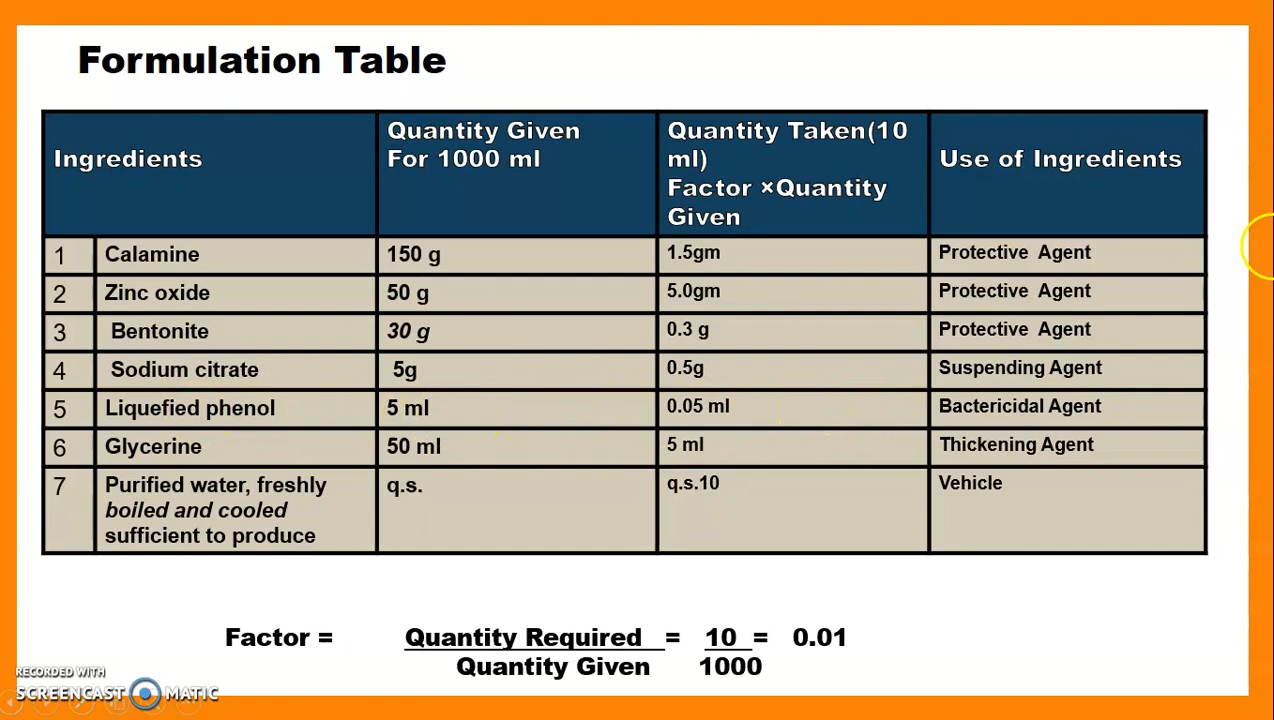 Formulation Table
Ingredients
Quantity Given
For 1000 ml
Quantity Taken(10
ml)
Factor ×Quantity
Given
Use of Ingredients
1 Calamine 150 g 1.5gm Protective Agent
2 Zinc oxide 50 g 5.0gm Protective Agent
3 Bentonite 30 g 0.3 g Protective Agent
4 Sodium citrate 5g 0.5g Suspending Agent
5 Liquefied phenol 5 ml 0.05 ml Bactericidal Agent
6 Glycerine 50 ml 5 ml Thickening Agent
7 Purified water, freshly q.s. q.s.10 Vehicle
boiled and cooled
sufficient to produce
Factor = Quantity Required = 10 = 0.01
Quantity Given 1000
RECORDED WITH
SCREENCAST MATIC